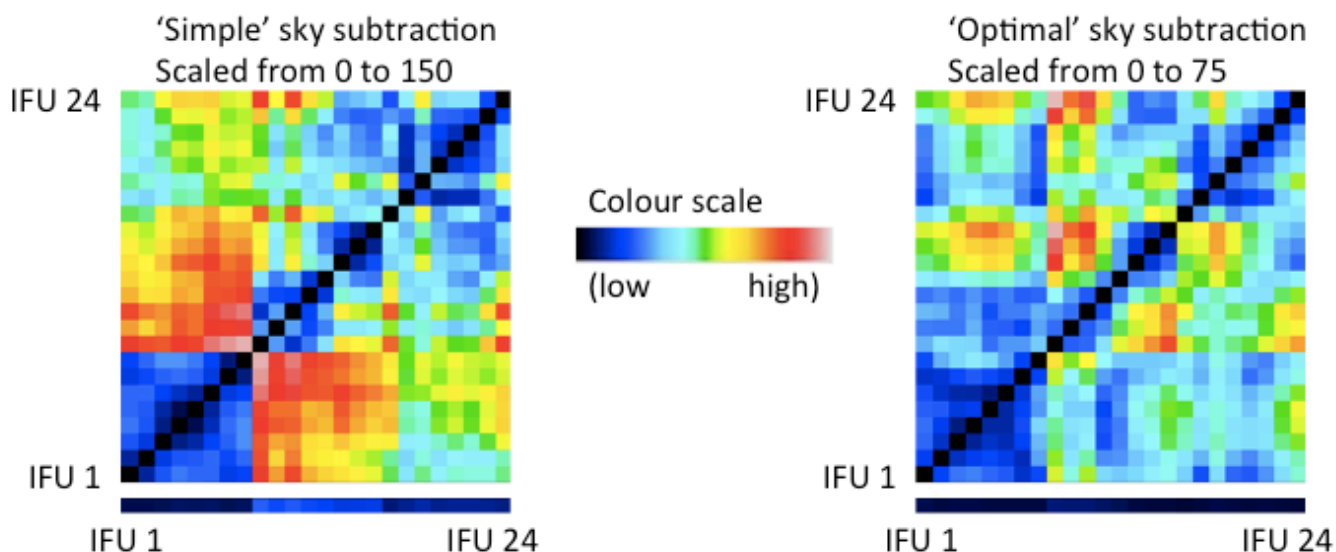 ‘Simple’ sky subtraction
Scaled from 0 to 150
IFU 24
IFU 1
IFU 1
IFU 24
Colour scale
(low high)
‘Optimal’ sky subtraction
Scaled from 0 to 75
IFU 24
IFU 1
IFU 1
IFU 24